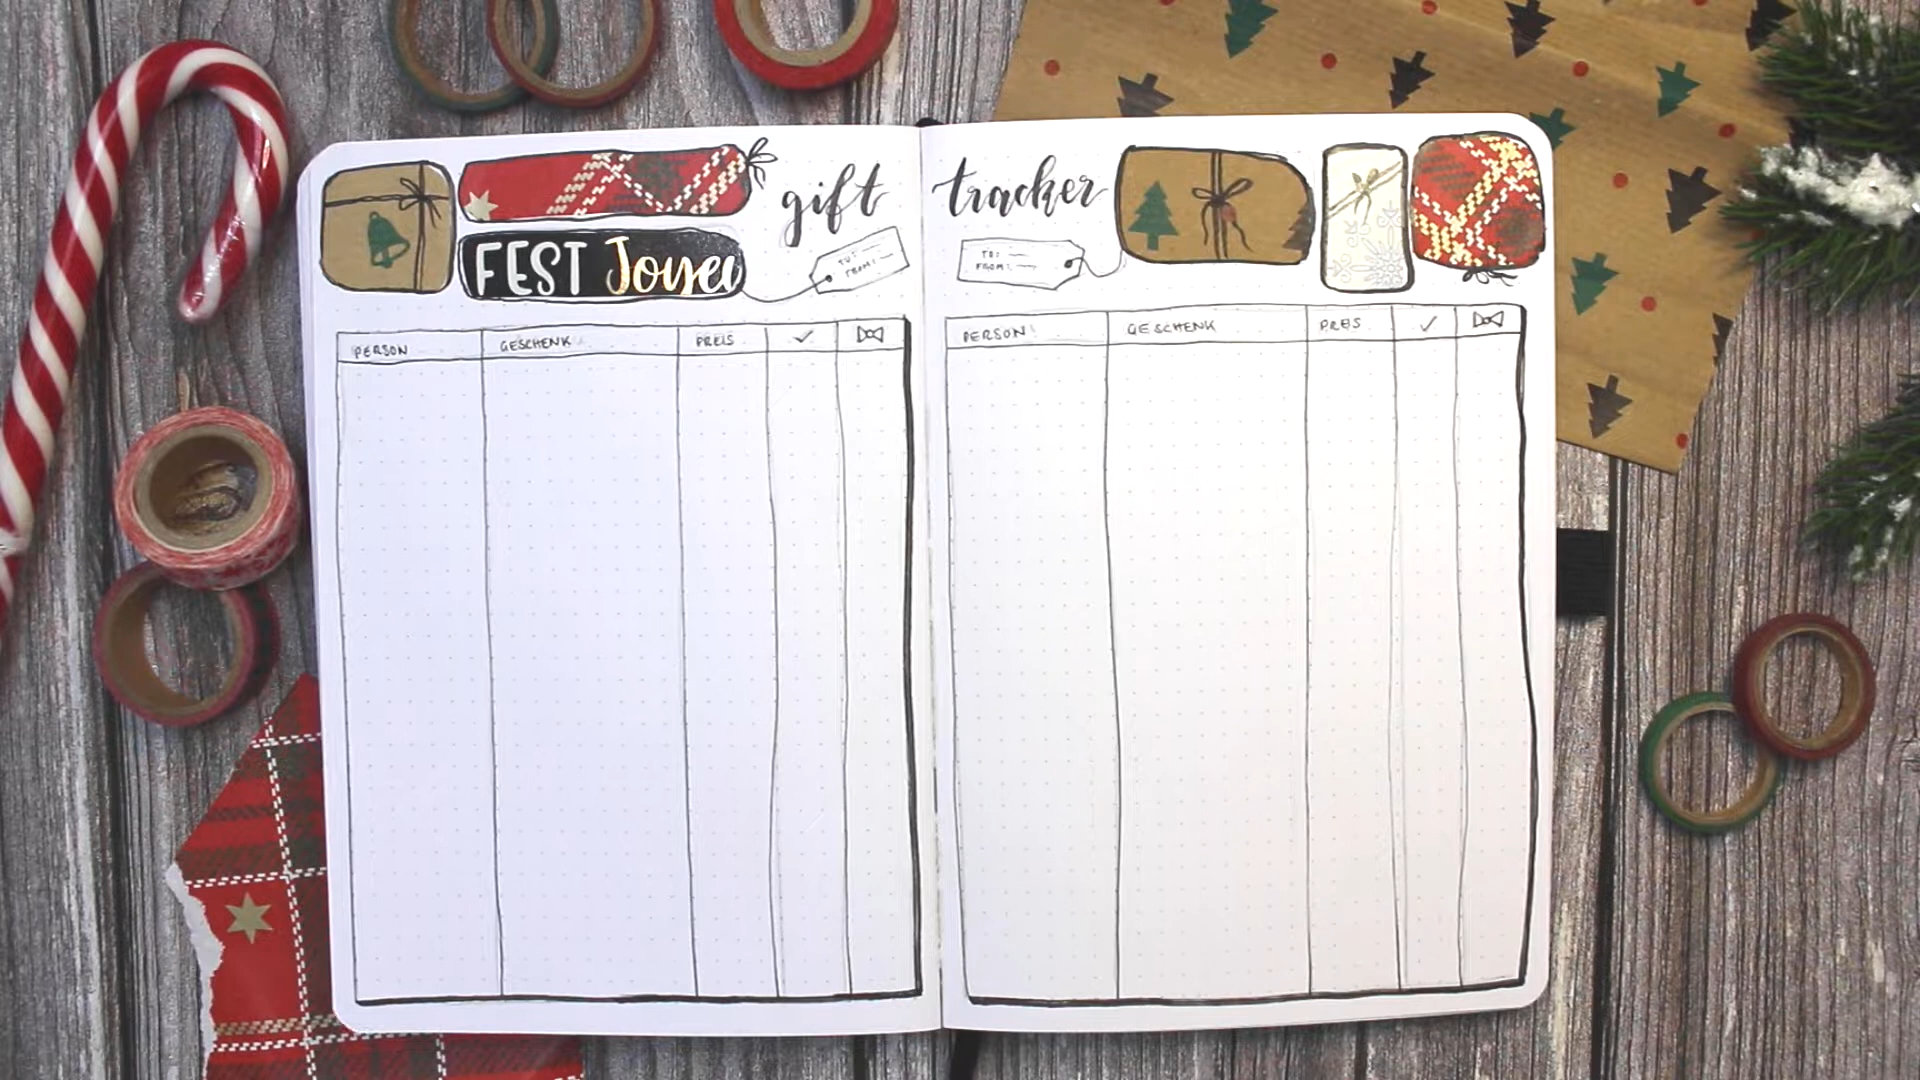 gift tracker
FEST Joyeu
TO:
FROM:
TO:
FROM:
PERSON GESCHENK PREIS ✓
PERSON GESCHENK PREIS ✓